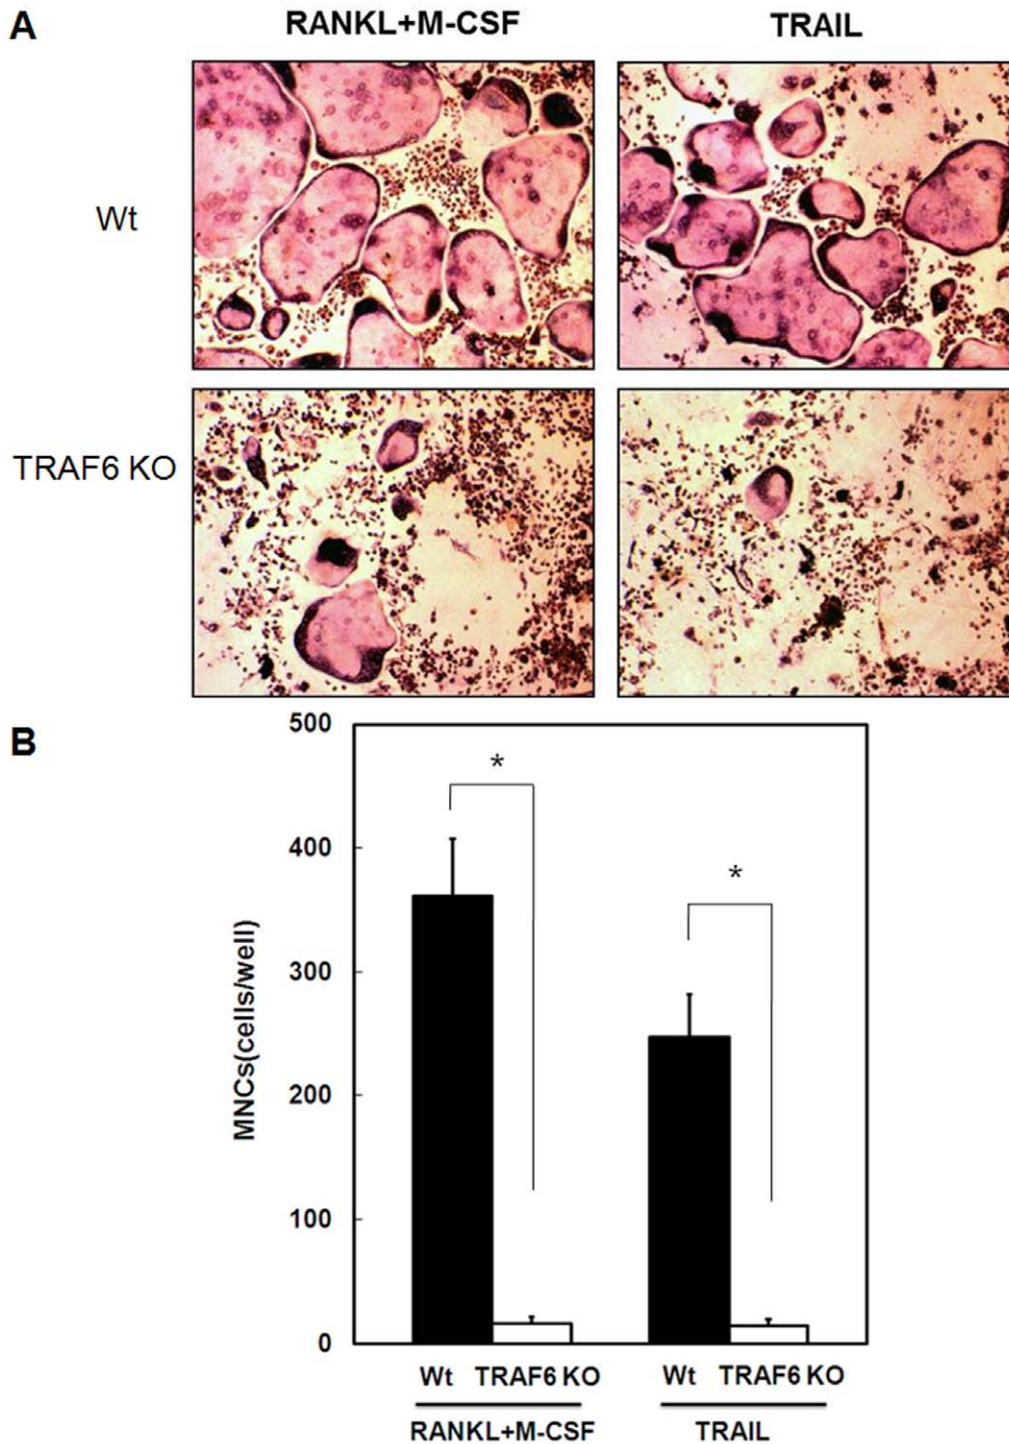 A
RANKL+M-CSF TRAIL
Wt
TRAF6 KO
B
500
*
400
*
300
200
100
0
MNCs(cells/well)
Wt TRAF6 KO Wt TRAF6 KO
RANKL+M-CSF TRAIL